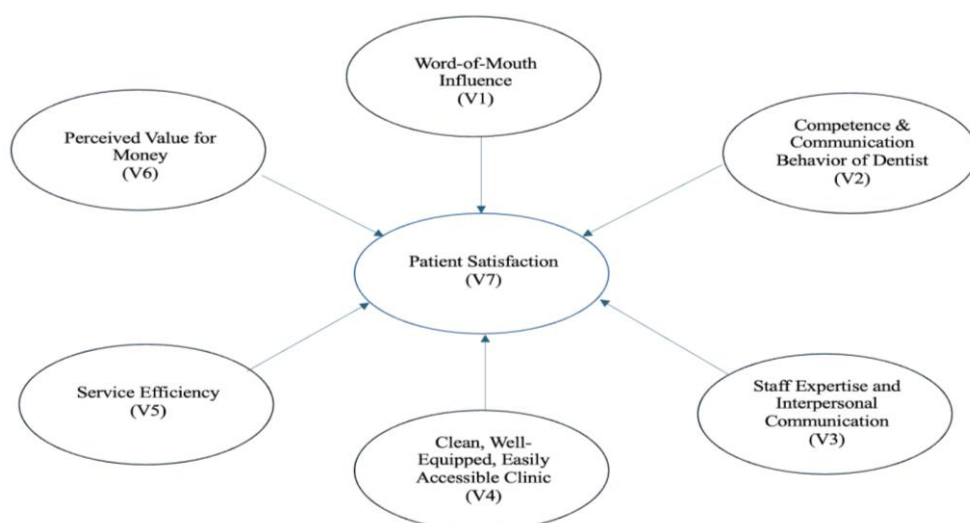 Word-of-Mouth
Influence
(V1)
Perceived Value for
Money
(V6)
Competence &
Communication
Behavior of Dentist
(V2)
Patient Satisfaction
(V7)
Service Efficiency
(V5)
Clean, Well-
Equipped, Easily
Accessible Clinic
(V4)
Staff Expertise and
Interpersonal
Communication
(V3)